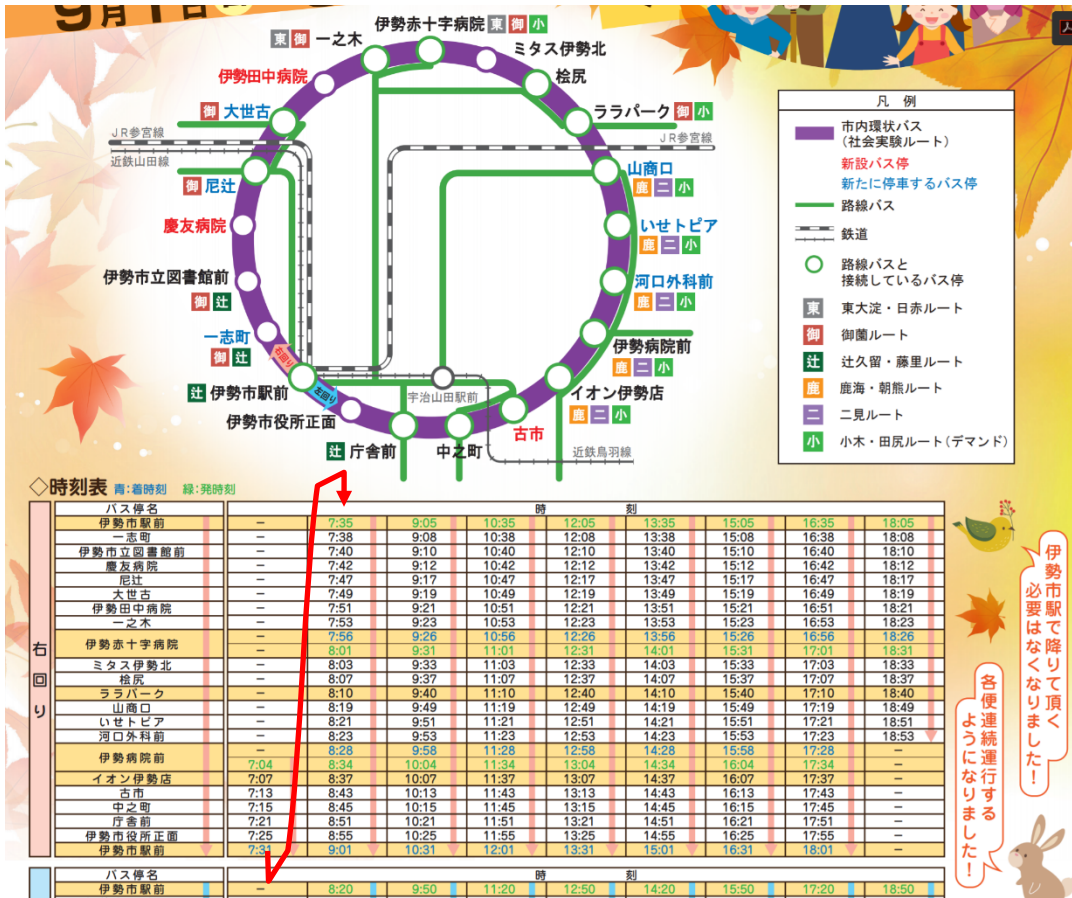 9月1日
伊勢赤十字病院 東 御 小
東 御 一之木
ミタス伊勢北
伊勢田中病院
桧尻
御 大世古
ララパーク 御 小
JR参宮線
JR参宮線
近鉄山田線
山商口
鹿 二 小
御 尼辻
慶友病院
いせトピア
鹿 二 小
伊勢市立図書館前
御 辻
河口外科前
鹿 二 小
一志町
御 辻
右回り
伊勢病院前
鹿 二 小
辻 伊勢市駅前
左回り
宇治山田駅前
イオン伊勢店
鹿 二 小
伊勢市役所正面
古市
辻 庁舎前
中之町
近鉄鳥羽線
凡例
市内環状バス
(社会実験ルート)
新設バス停
新たに停車するバス停
路線バス
鉄道
路線バスと
接続しているバス停
東 東大淀・日赤ルート
御 御薗ルート
辻 辻久留・藤里ルート
鹿 鹿海・朝熊ルート
二 二見ルート
小 小木・田尻ルート(デマンド)
◇時刻表 青:着時刻 緑:発時刻
右回り
バス停名 時刻
伊勢市駅前 − 7:35 9:05 10:35 12:05 13:35 15:05 16:35 18:05
一志町 − 7:38 9:08 10:38 12:08 13:38 15:08 16:38 18:08
伊勢市立図書館前 − 7:40 9:10 10:40 12:10 13:40 15:10 16:40 18:10
慶友病院 − 7:42 9:12 10:42 12:12 13:42 15:12 16:42 18:12
尼辻 − 7:47 9:17 10:47 12:17 13:47 15:17 16:47 18:17
大世古 − 7:49 9:19 10:49 12:19 13:49 15:19 16:49 18:19
伊勢田中病院 − 7:51 9:21 10:51 12:21 13:51 15:21 16:51 18:21
一之木 − 7:53 9:23 10:53 12:23 13:53 15:23 16:53 18:23
伊勢赤十字病院 − 7:56 9:26 10:56 12:26 13:56 15:26 16:56 18:26
− 8:01 9:31 11:01 12:31 14:01 15:31 17:01 18:31
ミタス伊勢北 − 8:03 9:33 11:03 12:33 14:03 15:33 17:03 18:33
桧尻 − 8:07 9:37 11:07 12:37 14:07 15:37 17:07 18:37
ララパーク − 8:10 9:40 11:10 12:40 14:10 15:40 17:10 18:40
山商口 − 8:19 9:49 11:19 12:49 14:19 15:49 17:19 18:49
いせトピア − 8:21 9:51 11:21 12:51 14:21 15:51 17:21 18:51
河口外科前 − 8:23 9:53 11:23 12:53 14:23 15:53 17:23 18:53
伊勢病院前 − 8:28 9:58 11:28 12:58 14:28 15:58 17:28 −
7:04 8:34 10:04 11:34 13:04 14:34 16:04 17:34 −
イオン伊勢店 7:07 8:37 10:07 11:37 13:07 14:37 16:07 17:37 −
古市 7:13 8:43 10:13 11:43 13:13 14:43 16:13 17:43 −
中之町 7:15 8:45 10:15 11:45 13:15 14:45 16:15 17:45 −
庁舎前 7:21 8:51 10:21 11:51 13:21 14:51 16:21 17:51 −
伊勢市役所正面 7:25 8:55 10:25 11:55 13:25 14:55 16:25 17:55 −
伊勢市駅前 7:31 9:01 10:31 12:01 13:31 15:01 16:31 18:01 −
バス停名 時刻
伊勢市駅前 − 8:20 9:50 11:20 12:50 14:20 15:50 17:20 18:50
伊勢市駅で降りて頂く
必要はなくなりました!
各便連続運行する
ようになりました!